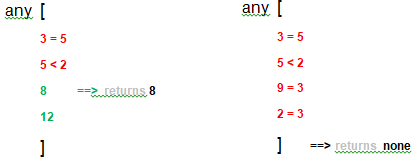 any [
3 = 5
5 < 2
8 ==> returns 8
12
]
any [
3 = 5
5 < 2
9 = 3
2 = 3
] ==> returns none